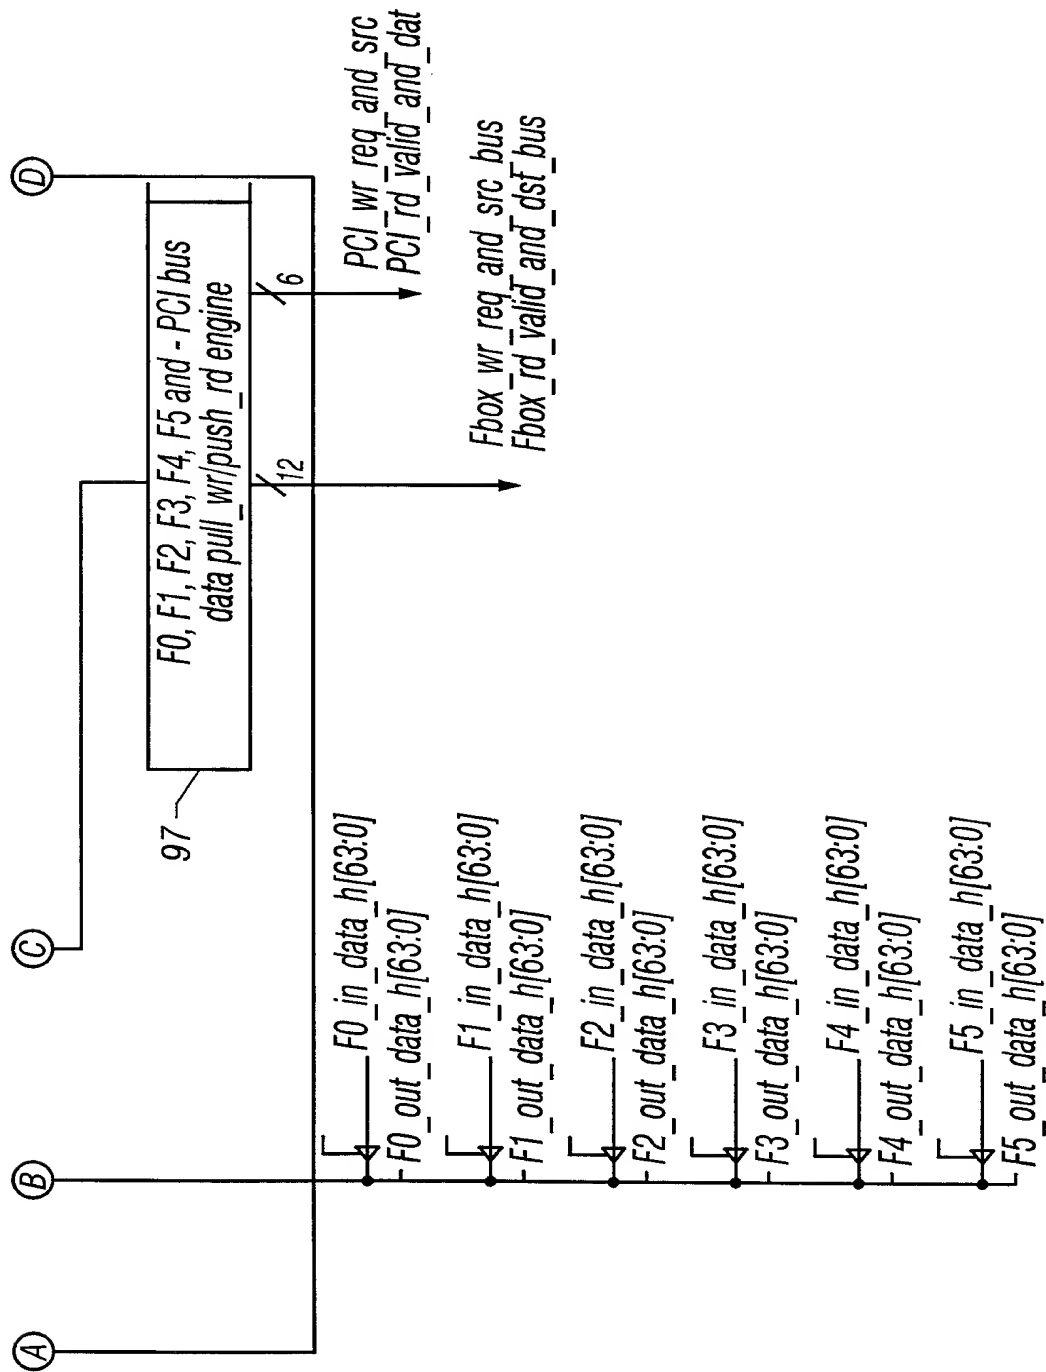 A
B
C
D
97
F0, F1, F2, F3, F4, F5 and - PCI bus
data pull_wr/push_rd engine
12
6
PCI_wr_req_and_src
PCI_rd_valid_and_dat
Fbox_wr_req_and_src_bus
Fbox_rd_valid_and_dst_bus
F0_in_data_h[63:0]
F0_out_data_h[63:0]
F1_in_data_h[63:0]
F1_out_data_h[63:0]
F2_in_data_h[63:0]
F2_out_data_h[63:0]
F3_in_data_h[63:0]
F3_out_data_h[63:0]
F4_in_data_h[63:0]
F4_out_data_h[63:0]
F5_in_data_h[63:0]
F5_out_data_h[63:0]